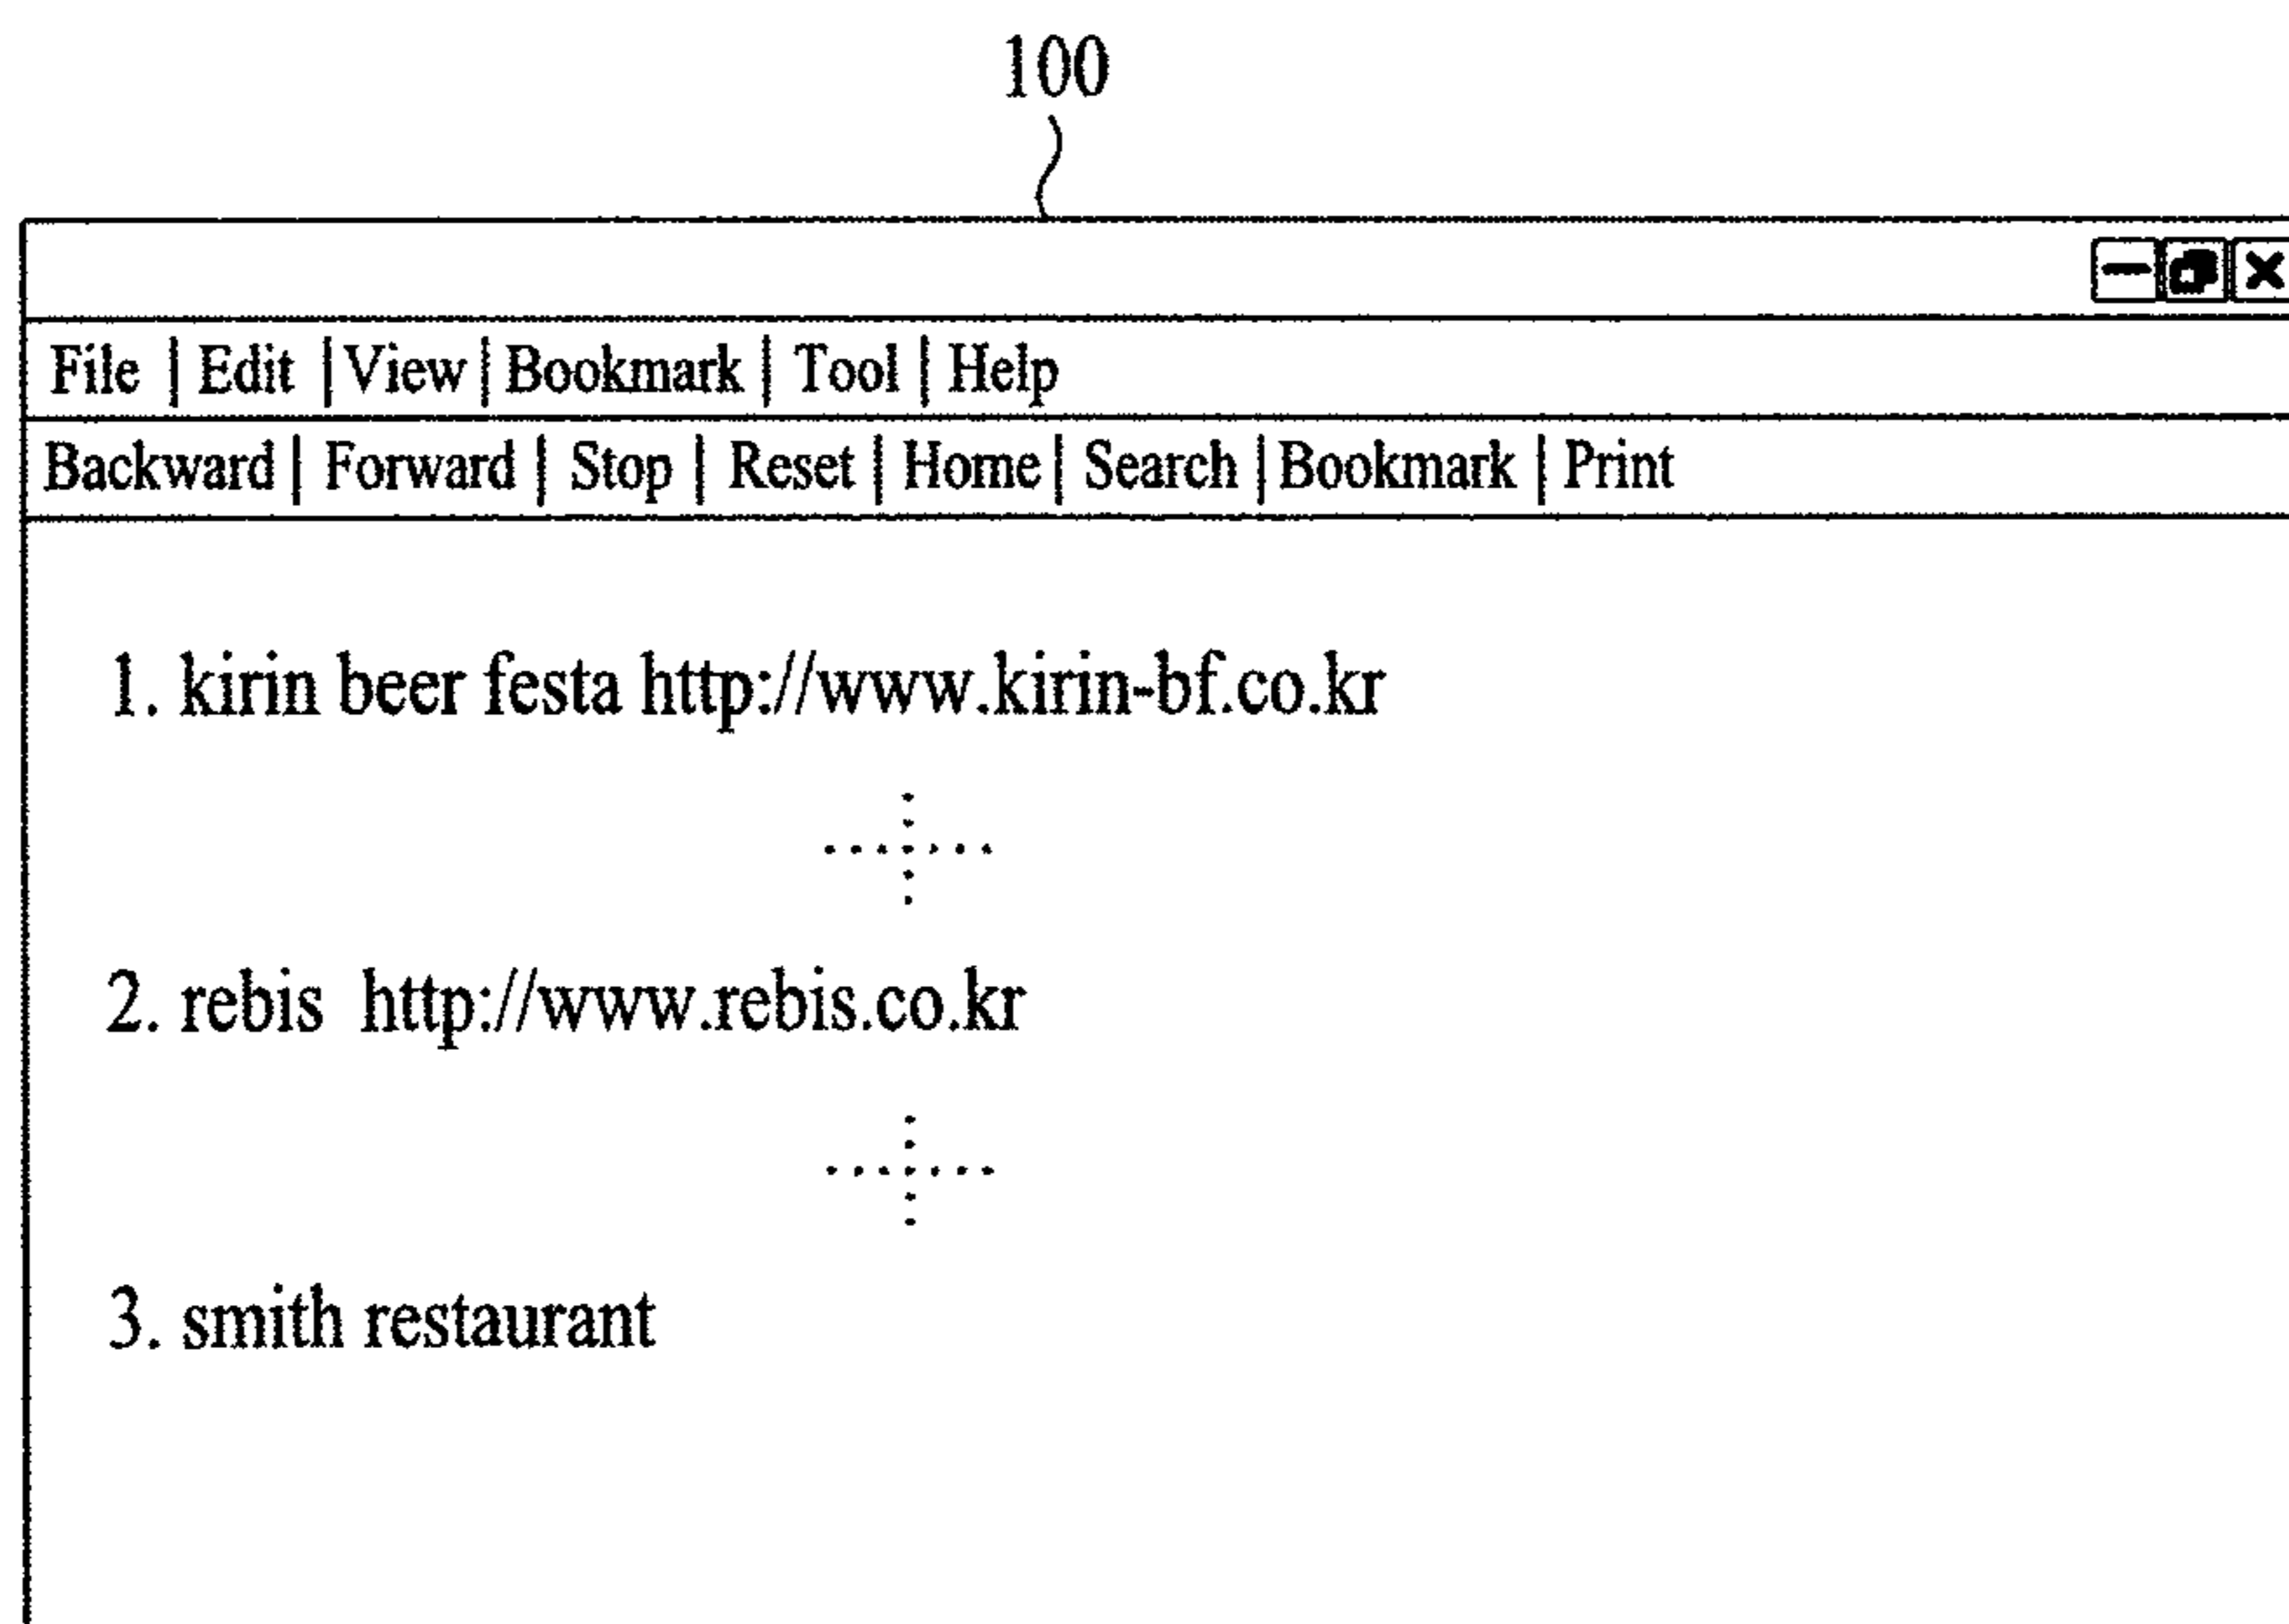 100
File | Edit | View | Bookmark | Tool | Help
Backward | Forward | Stop | Reset | Home | Search | Bookmark | Print
1. kirin beer festa http://www.kirin-bf.co.kr
2. rebis http://www.rebis.co.kr
3. smith restaurant